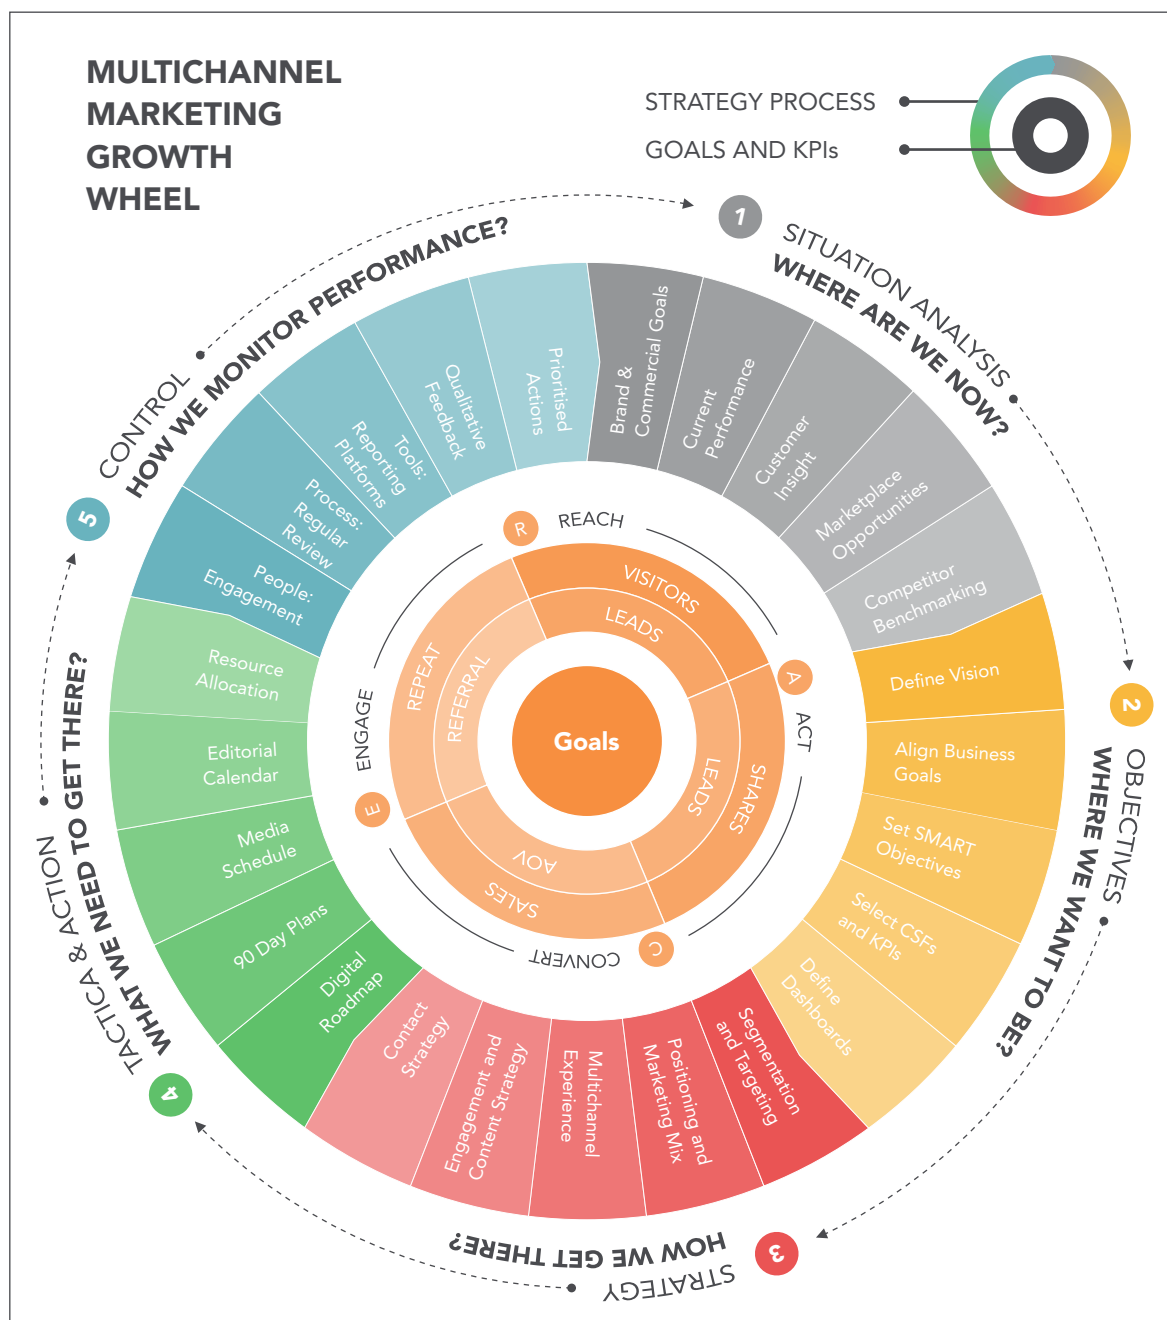 MULTICHANNEL
MARKETING
GROWTH
WHEEL
STRATEGY PROCESS
GOALS AND KPIs
1
SITUATION ANALYSIS
WHERE ARE WE NOW?
Brand &
Commercial Goals
Current
Performance
Customer
Insight
Marketplace
Opportunities
Competitor
Benchmarking
2
OBJECTIVES
WHERE WE WANT TO BE?
Define Vision
Align Business
Goals
Set SMART
Objectives
Select CSFs
and KPIs
Define
Dashboards
3
STRATEGY
HOW WE GET THERE?
Segmentation
and Targeting
Positioning and
Marketing Mix
Multichannel
Experience
Engagement and
Content Strategy
Contact
Strategy
4
TACTICA & ACTION
WHAT WE NEED TO GET THERE?
Digital
Roadmap
90 Day Plans
Media
Schedule
Editorial
Calendar
Resource
Allocation
5
CONTROL
HOW WE MONITOR PERFORMANCE?
People:
Engagement
Process:
Regular
Review
Tools:
Reporting
Platforms
Qualitative
Feedback
Prioritised
Actions
R
REACH
VISITORS
LEADS
A
ACT
SHARES
LEADS
C
CONVERT
SALES
AOV
E
ENGAGE
REPEAT
REFERRAL
Goals